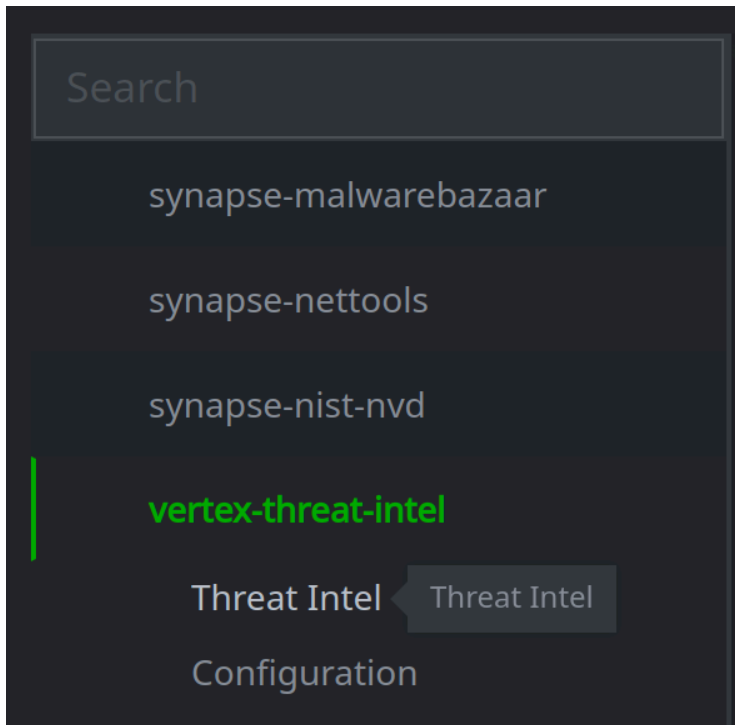 Search
synapse-malwarebazaar
synapse-nettools
synapse-nist-nvd
vertex-threat-intel
Threat Intel
Threat Intel
Configuration